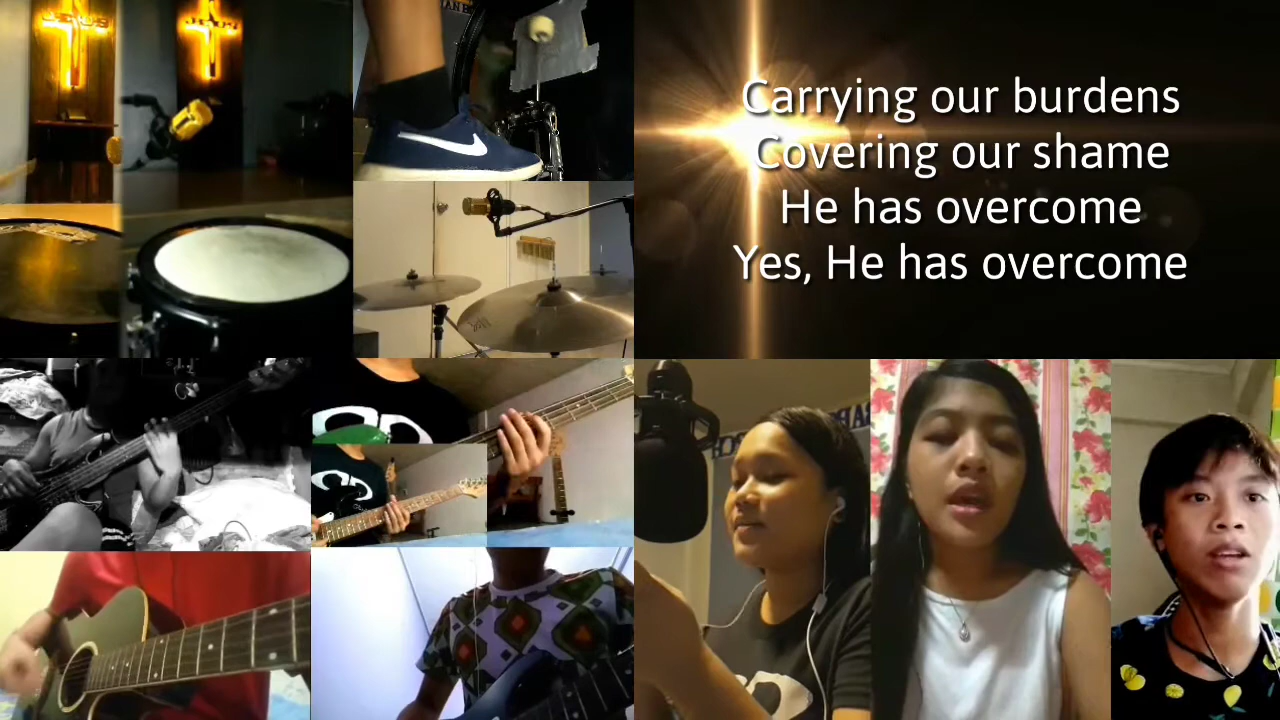 Carrying our burdens
Covering our shame
He has overcome
Yes, He has overcome